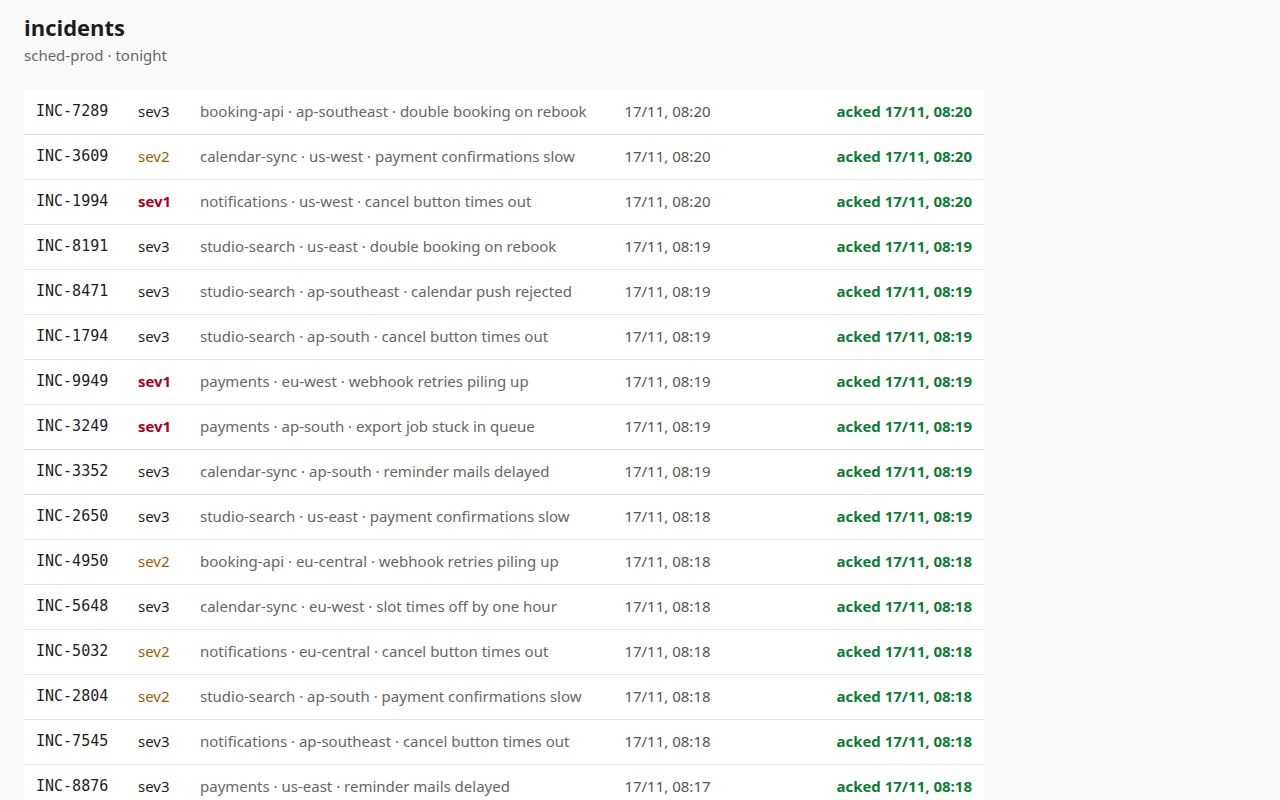 incidents
sched-prod · tonight
INC-7289 sev3 booking-api · ap-southeast · double booking on rebook 17/11, 08:20 acked 17/11, 08:20
INC-3609 sev2 calendar-sync · us-west · payment confirmations slow 17/11, 08:20 acked 17/11, 08:20
INC-1994 sev1 notifications · us-west · cancel button times out 17/11, 08:20 acked 17/11, 08:20
INC-8191 sev3 studio-search · us-east · double booking on rebook 17/11, 08:19 acked 17/11, 08:19
INC-8471 sev3 studio-search · ap-southeast · calendar push rejected 17/11, 08:19 acked 17/11, 08:19
INC-1794 sev3 studio-search · ap-south · cancel button times out 17/11, 08:19 acked 17/11, 08:19
INC-9949 sev1 payments · eu-west · webhook retries piling up 17/11, 08:19 acked 17/11, 08:19
INC-3249 sev1 payments · ap-south · export job stuck in queue 17/11, 08:19 acked 17/11, 08:19
INC-3352 sev3 calendar-sync · ap-south · reminder mails delayed 17/11, 08:19 acked 17/11, 08:19
INC-2650 sev3 studio-search · us-east · payment confirmations slow 17/11, 08:18 acked 17/11, 08:19
INC-4950 sev2 booking-api · eu-central · webhook retries piling up 17/11, 08:18 acked 17/11, 08:18
INC-5648 sev3 calendar-sync · eu-west · slot times off by one hour 17/11, 08:18 acked 17/11, 08:18
INC-5032 sev2 notifications · eu-central · cancel button times out 17/11, 08:18 acked 17/11, 08:18
INC-2804 sev2 studio-search · ap-south · payment confirmations slow 17/11, 08:18 acked 17/11, 08:18
INC-7545 sev3 notifications · ap-southeast · cancel button times out 17/11, 08:18 acked 17/11, 08:18
INC-8876 sev3 payments · us-east · reminder mails delayed 17/11, 08:17 acked 17/11, 08:18